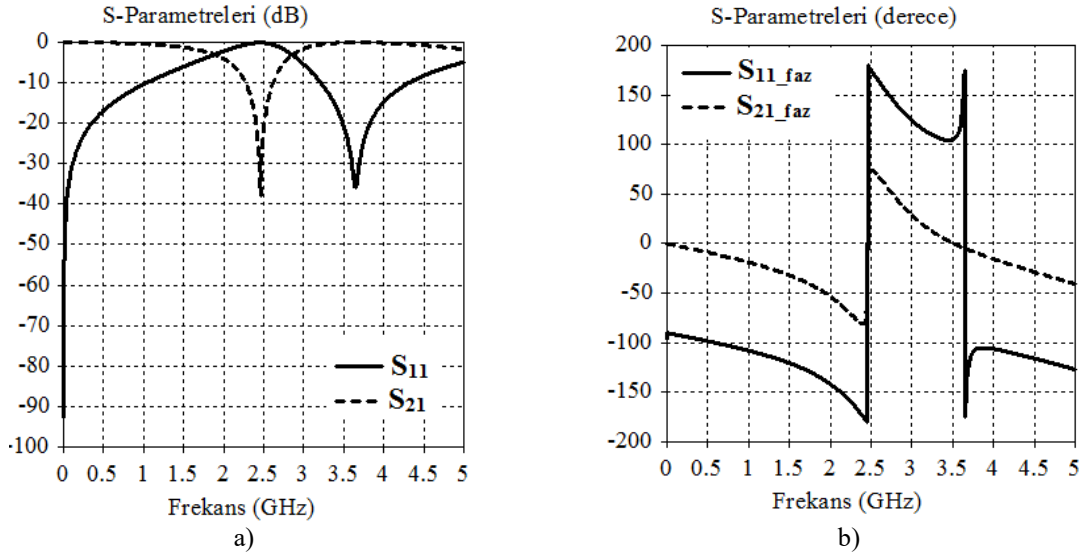 S-Parametreleri (dB)
0
-10
-20
-30
-40
-50
-60
-70
-80
-90
-100
S11
S21
0 0.5 1 1.5 2 2.5 3 3.5 4 4.5 5
Frekans (GHz)
a)
S-Parametreleri (derece)
200
150
100
50
0
-50
-100
-150
-200
S11_faz
S21_faz
0 0.5 1 1.5 2 2.5 3 3.5 4 4.5 5
Frekans (GHz)
b)